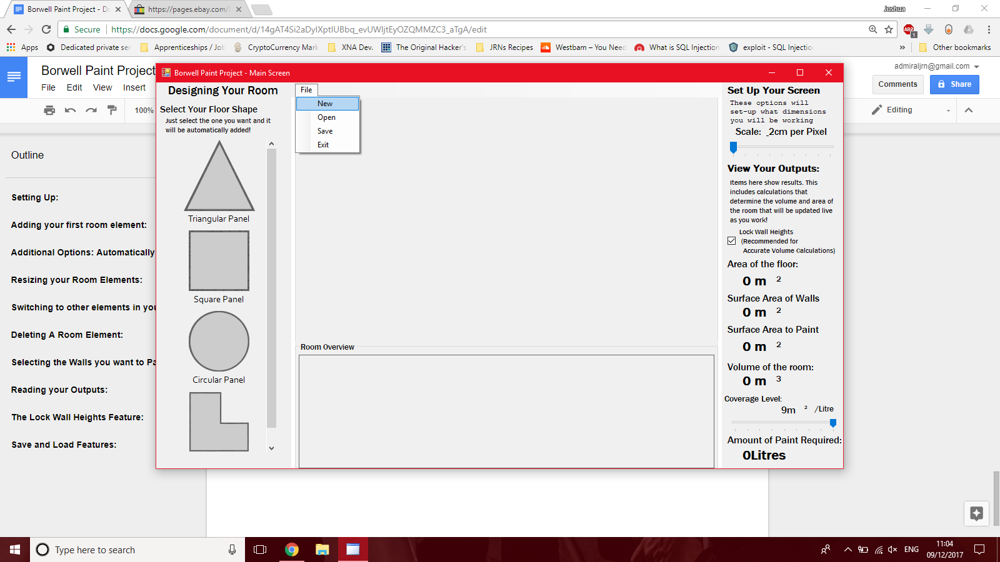 Borwell Paint Project - Do
https://pages.ebay.com/
Joshua
Secure
https://docs.google.com/document/d/14gAT4Si2aDyIXptIUBbq_evUWljtEyOZQMMZC3_aTgA/edit
ABP
1
Apps
Dedicated private ser
Apprenticeships / Job
CryptoCurrency Mark
XNA Dev.
The Original Hacker's
JRNs Recipes
Westbam – You Need
What is SQL Injection
exploit - SQL Injectio
»
Other bookmarks
Borwell Paint Project
admiraljrn@gmail.com
File Edit View Insert
Comments
Share
100%
Editing
Outline
Setting Up:
Adding your first room element:
Additional Options: Automatically
Resizing your Room Elements:
Switching to other elements in you
Deleting A Room Element:
Selecting the Walls you want to Pa
Reading your Outputs:
The Lock Wall Heights Feature:
Save and Load Features:
Borwell Paint Project - Main Screen
Designing Your Room
Select Your Floor Shape
Just select the one you want and it
will be automatically added!
Triangular Panel
Square Panel
Circular Panel
File
New
Open
Save
Exit
Room Overview
Set Up Your Screen
These options will
set-up what dimensions
you will be working
Scale: _2cm per Pixel
View Your Outputs:
Items here show results. This
includes calculations that
determine the volume and area of
the room that will be updated live
as you work!
Lock Wall Heights
(Recommended for
Accurate Volume Calculations)
Area of the floor:
0 m 2
Surface Area of Walls
0 m 2
Surface Area to Paint
0 m 2
Volume of the room:
0 m 3
Coverage Level:
9m 2 /Litre
Amount of Paint Required:
0Litres
Type here to search
ENG
11:04
09/12/2017